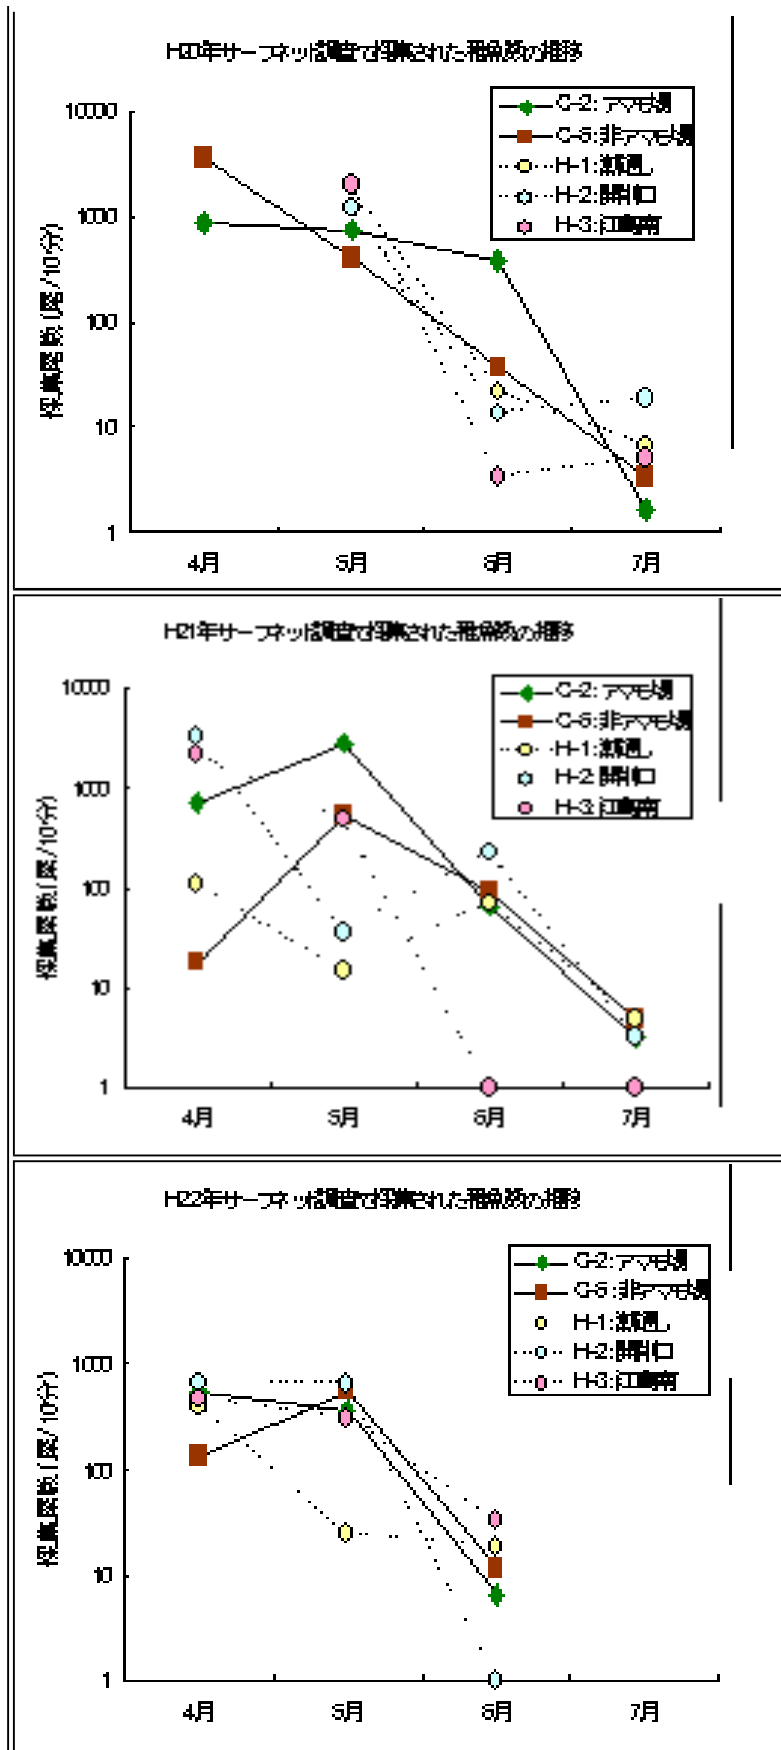 H20年サーフネット調査で採集された稚魚数の推移
採集尾数(尾/10分)
10000
1000
100
10
1
4月
5月
6月
7月
C-2:アマモ場
C-5:非アマモ場
H-1:瀬通し
H-2:開削口
H-3:江島南
H21年サーフネット調査で採集された稚魚数の推移
採集尾数(尾/10分)
10000
1000
100
10
1
4月
5月
6月
7月
C-2:アマモ場
C-5:非アマモ場
H-1:瀬通し
H-2:開削口
H-3:江島南
H22年サーフネット調査で採集された稚魚数の推移
採集尾数(尾/10分)
10000
1000
100
10
1
4月
5月
6月
7月
C-2:アマモ場
C-5:非アマモ場
H-1:瀬通し
H-2:開削口
H-3:江島南